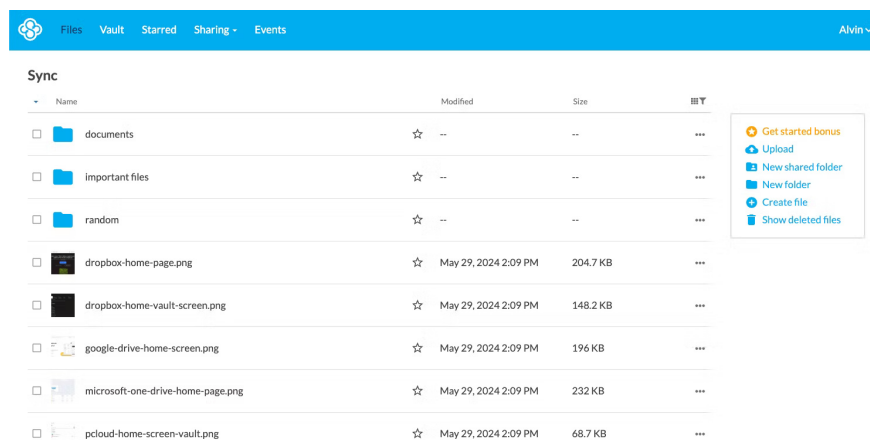 Files Vault Starred Sharing Events Alvin
Sync
Name Modified Size
documents -- --
important files -- --
random -- --
dropbox-home-page.png May 29, 2024 2:09 PM 204.7 KB
dropbox-home-vault-screen.png May 29, 2024 2:09 PM 148.2 KB
google-drive-home-screen.png May 29, 2024 2:09 PM 196 KB
microsoft-one-drive-home-page.png May 29, 2024 2:09 PM 232 KB
pcloud-home-screen-vault.png May 29, 2024 2:09 PM 68.7 KB
Get started bonus
Upload
New shared folder
New folder
Create file
Show deleted files